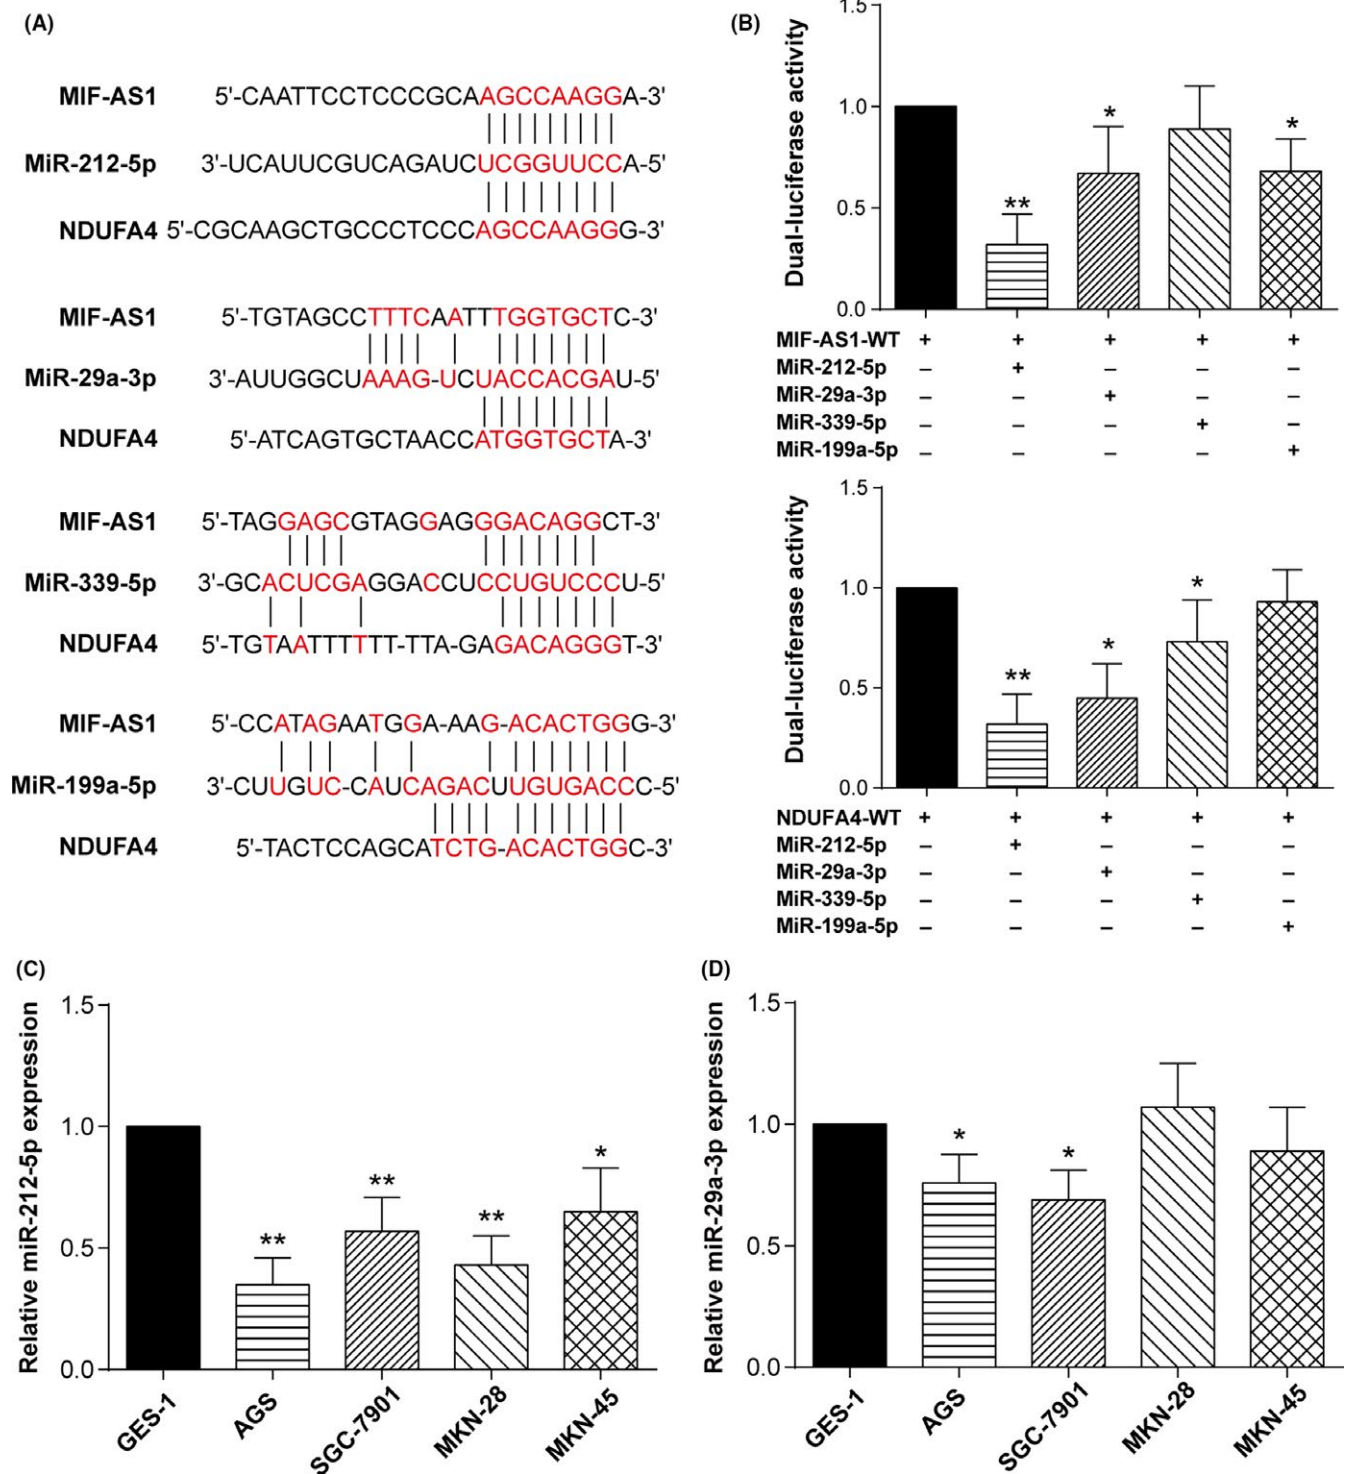 (A)
MIF-AS1 5'-CAATTCCTCCCGCAAGCCAAGGA-3'
MiR-212-5p 3'-UCAUUCGUCAGAUCUCGGUUCCA-5'
NDUFA4 5'-CGCAAGCTGCCCTCCCAGCCAAGGG-3'
MIF-AS1 5'-TGTAGCCTTTCAATTTGGTGCTC-3'
MiR-29a-3p 3'-AUUGGCUAAAG-UCUACCACGAU-5'
NDUFA4 5'-ATCAGTGCTAACCATGGTGCTA-3'
MIF-AS1 5'-TAGGAGCGTAGGAGGGACAGGCT-3'
MiR-339-5p 3'-GCACUCGAGGACCUCCUGUCCCU-5'
NDUFA4 5'-TGTAATTTTTT-TTA-GAGACAGGGT-3'
MIF-AS1 5'-CCATAGAATGGA-AAG-ACACTGGG-3'
MiR-199a-5p 3'-CUUGUC-CAUCAGACUUGUGACCC-5'
NDUFA4 5'-TACTCCAGCATCTG-ACACTGGC-3'
(B)
Dual-luciferase activity
1.5
1.0
0.5
0.0
** * *
MIF-AS1-WT + + + + +
MiR-212-5p – + – – –
MiR-29a-3p – – + – –
MiR-339-5p – – – + –
MiR-199a-5p – – – – +
Dual-luciferase activity
1.5
1.0
0.5
0.0
** * *
NDUFA4-WT + + + + +
MiR-212-5p – + – – –
MiR-29a-3p – – + – –
MiR-339-5p – – – + –
MiR-199a-5p – – – – +
(C)
Relative miR-212-5p expression
1.5
1.0
0.5
0.0
** ** ** *
GES-1 AGS SGC-7901 MKN-28 MKN-45
(D)
Relative miR-29a-3p expression
1.5
1.0
0.5
0.0
* *
GES-1 AGS SGC-7901 MKN-28 MKN-45